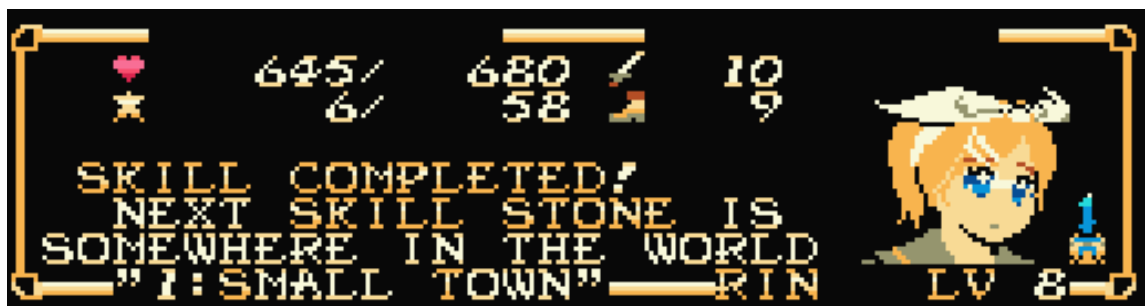 645/ 680 10
6/ 58 9
SKILL COMPLETED!
NEXT SKILL STONE IS
SOMEWHERE IN THE WORLD
"1:SMALL TOWN" RIN LV 8